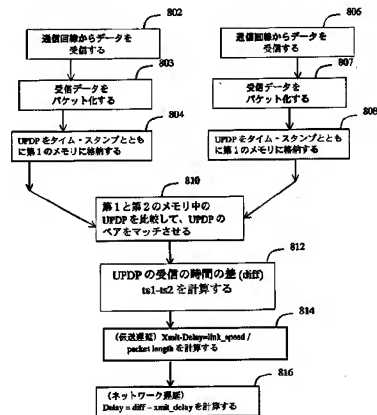 802
通信回線からデータを
受信する
803
受信データを
パケット化する
804
UPDPをタイム・スタンプととも
に第1のメモリに格納する
806
通信回線からデータを
受信する
807
受信データを
パケット化する
808
UPDPをタイム・スタンプととも
に第1のメモリに格納する
810
第1と第2のメモリ中の
UPDPを比較して、UPDPの
ペアをマッチさせる
812
UPDPの受信の時間の差 (diff)
ts1-ts2 を計算する
814
(伝送遅延) Xmit-Delay=link_speed /
packet length を計算する
816
(ネットワーク遅延)
Delay = diff – xmit_delay を計算する